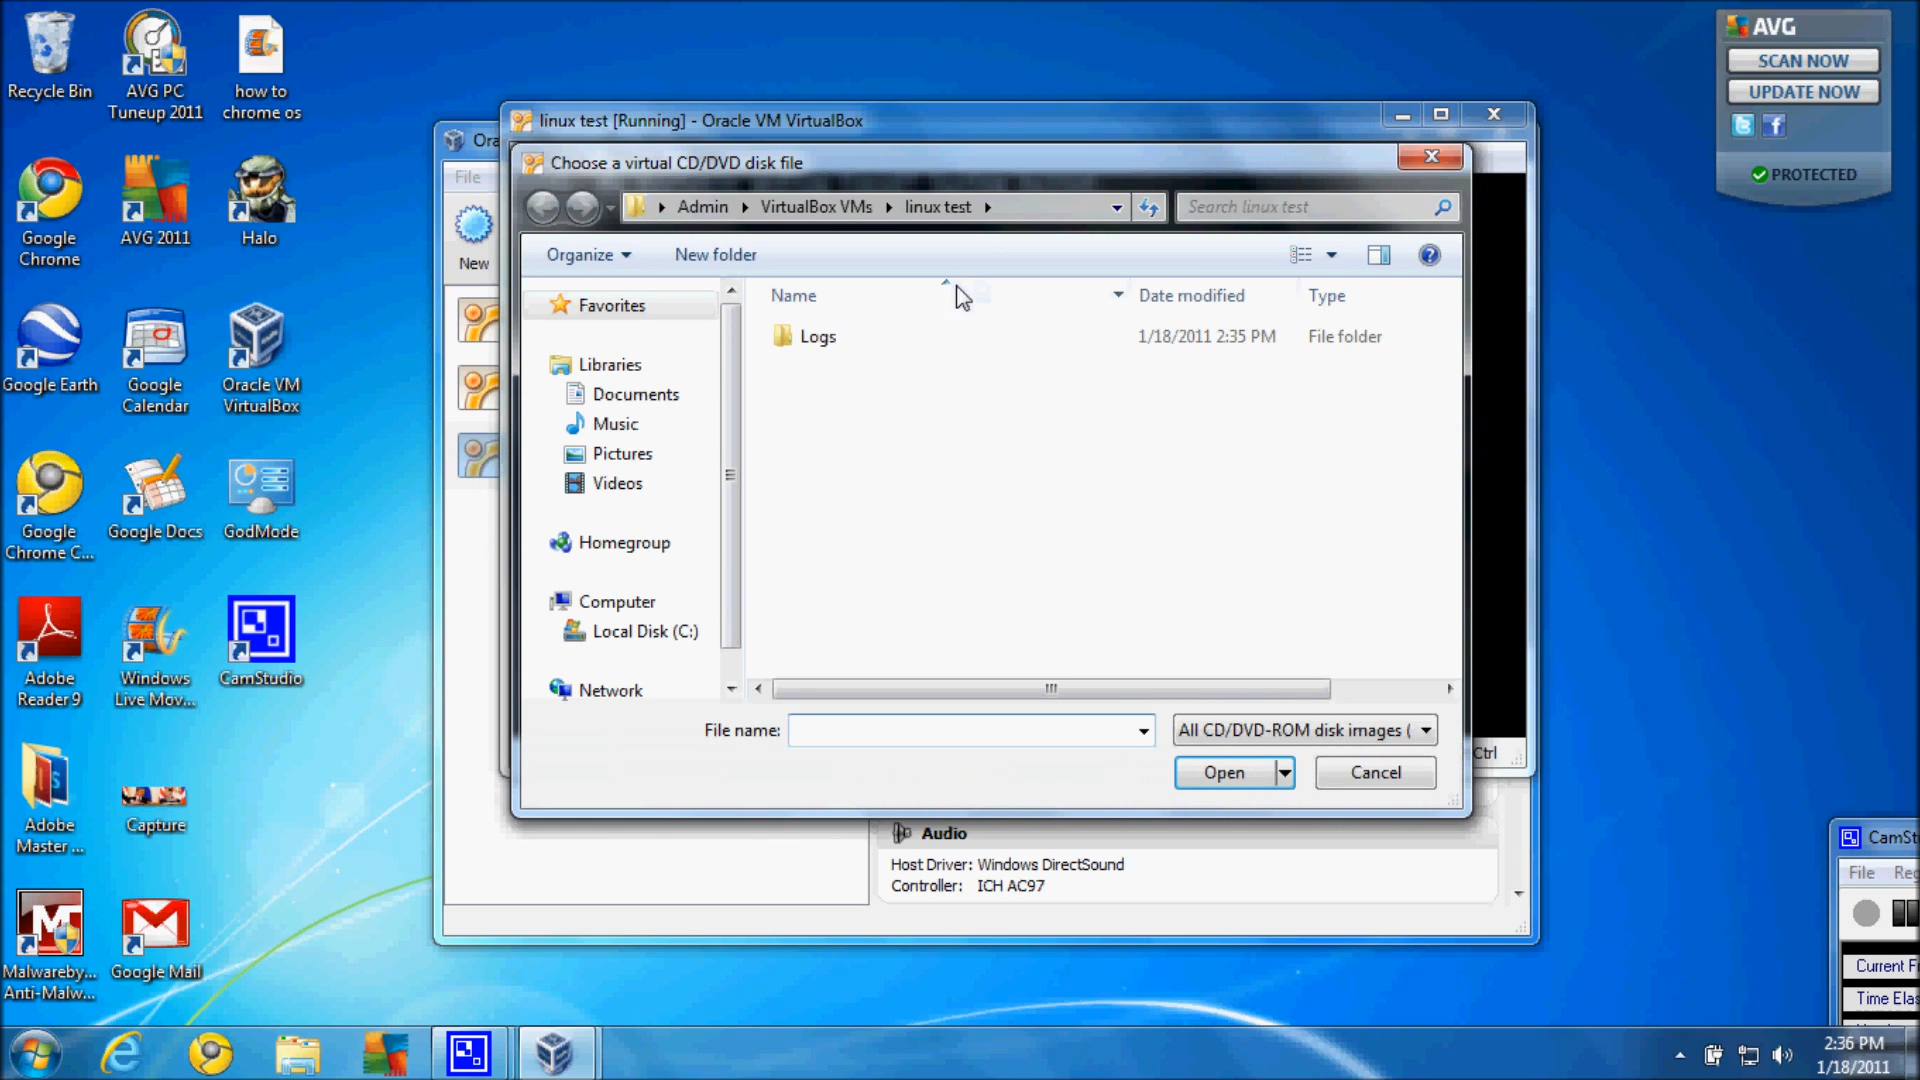 Recycle Bin
AVG PC
Tuneup 2011
how to
chrome os
Google
Chrome
AVG 2011
Halo
Google Earth
Google
Calendar
Oracle VM
VirtualBox
Google
Chrome C...
Google Docs
GodMode
Adobe
Reader 9
Windows
Live Mov...
CamStudio
Adobe
Master ...
Capture
Malwareby...
Anti-Malw...
Google Mail
AVG
SCAN NOW
UPDATE NOW
PROTECTED
Ora
File
New
linux test [Running] - Oracle VM VirtualBox
Choose a virtual CD/DVD disk file
Admin
VirtualBox VMs
linux test
Search linux test
Organize
New folder
Name
Date modified
Type
Logs
1/18/2011 2:35 PM
File folder
Favorites
Libraries
Documents
Music
Pictures
Videos
Homegroup
Computer
Local Disk (C:)
Network
File name:
All CD/DVD-ROM disk images (
Open
Cancel
Ctrl
Audio
Host Driver: Windows DirectSound
Controller: ICH AC97
CamSt
File Reg
Current F
Time Elas
2:36 PM
1/18/2011